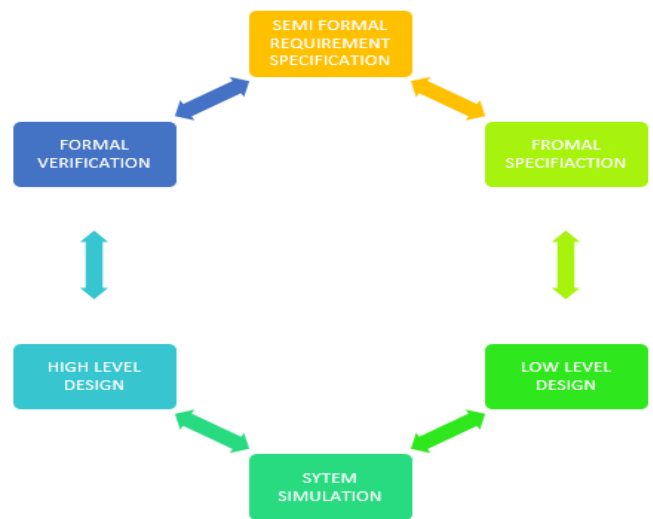 SEMI FORMAL
REQUIREMENT
SPECIFICATION
FORMAL
VERIFICATION
FROMAL
SPECIFIACTION
HIGH LEVEL
DESIGN
LOW LEVEL
DESIGN
SYTEM
SIMULATION